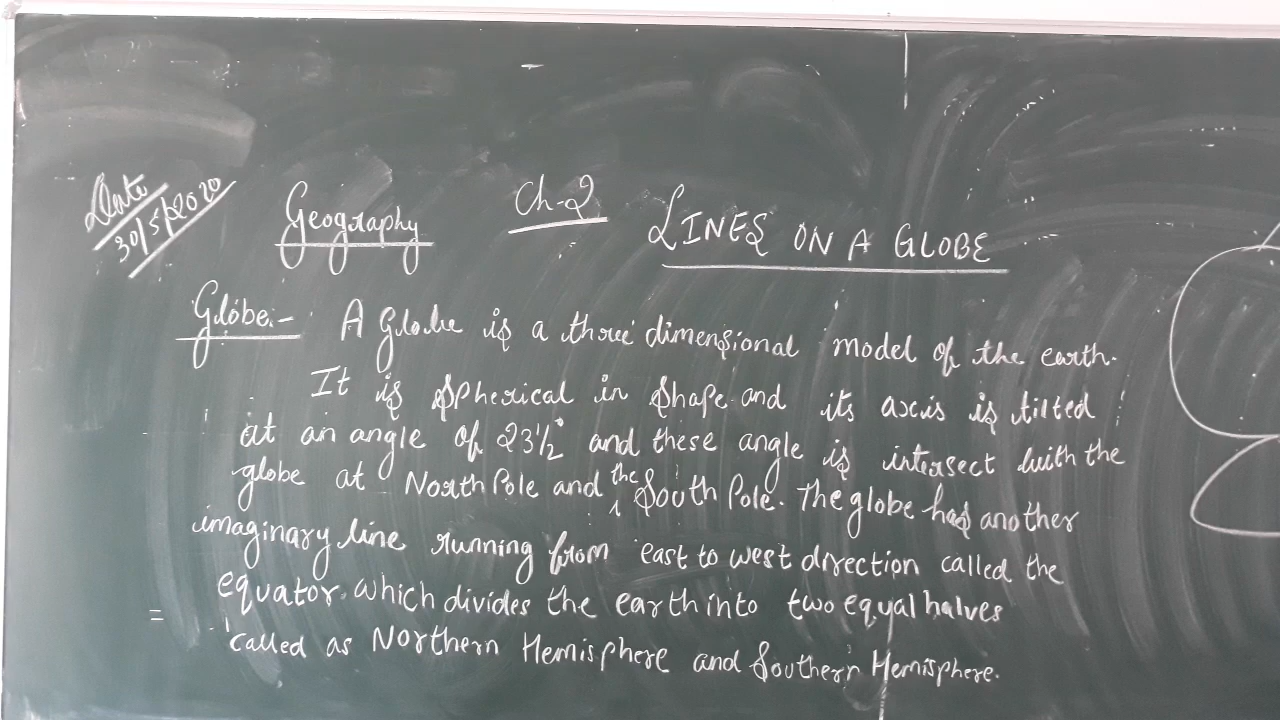 Date
30/5/2020
Geography Ch-2 LINES ON A GLOBE
Globe:- A Globe is a three dimensional model of the earth.
It is spherical in shape and its axis is tilted
at an angle of 23½° and these angle is intersect with the
globe at North Pole and the South Pole. The globe has another
imaginary line running from east to west direction called the
equator which divides the earth into two equal halves
called as Northern Hemisphere and Southern Hemisphere.